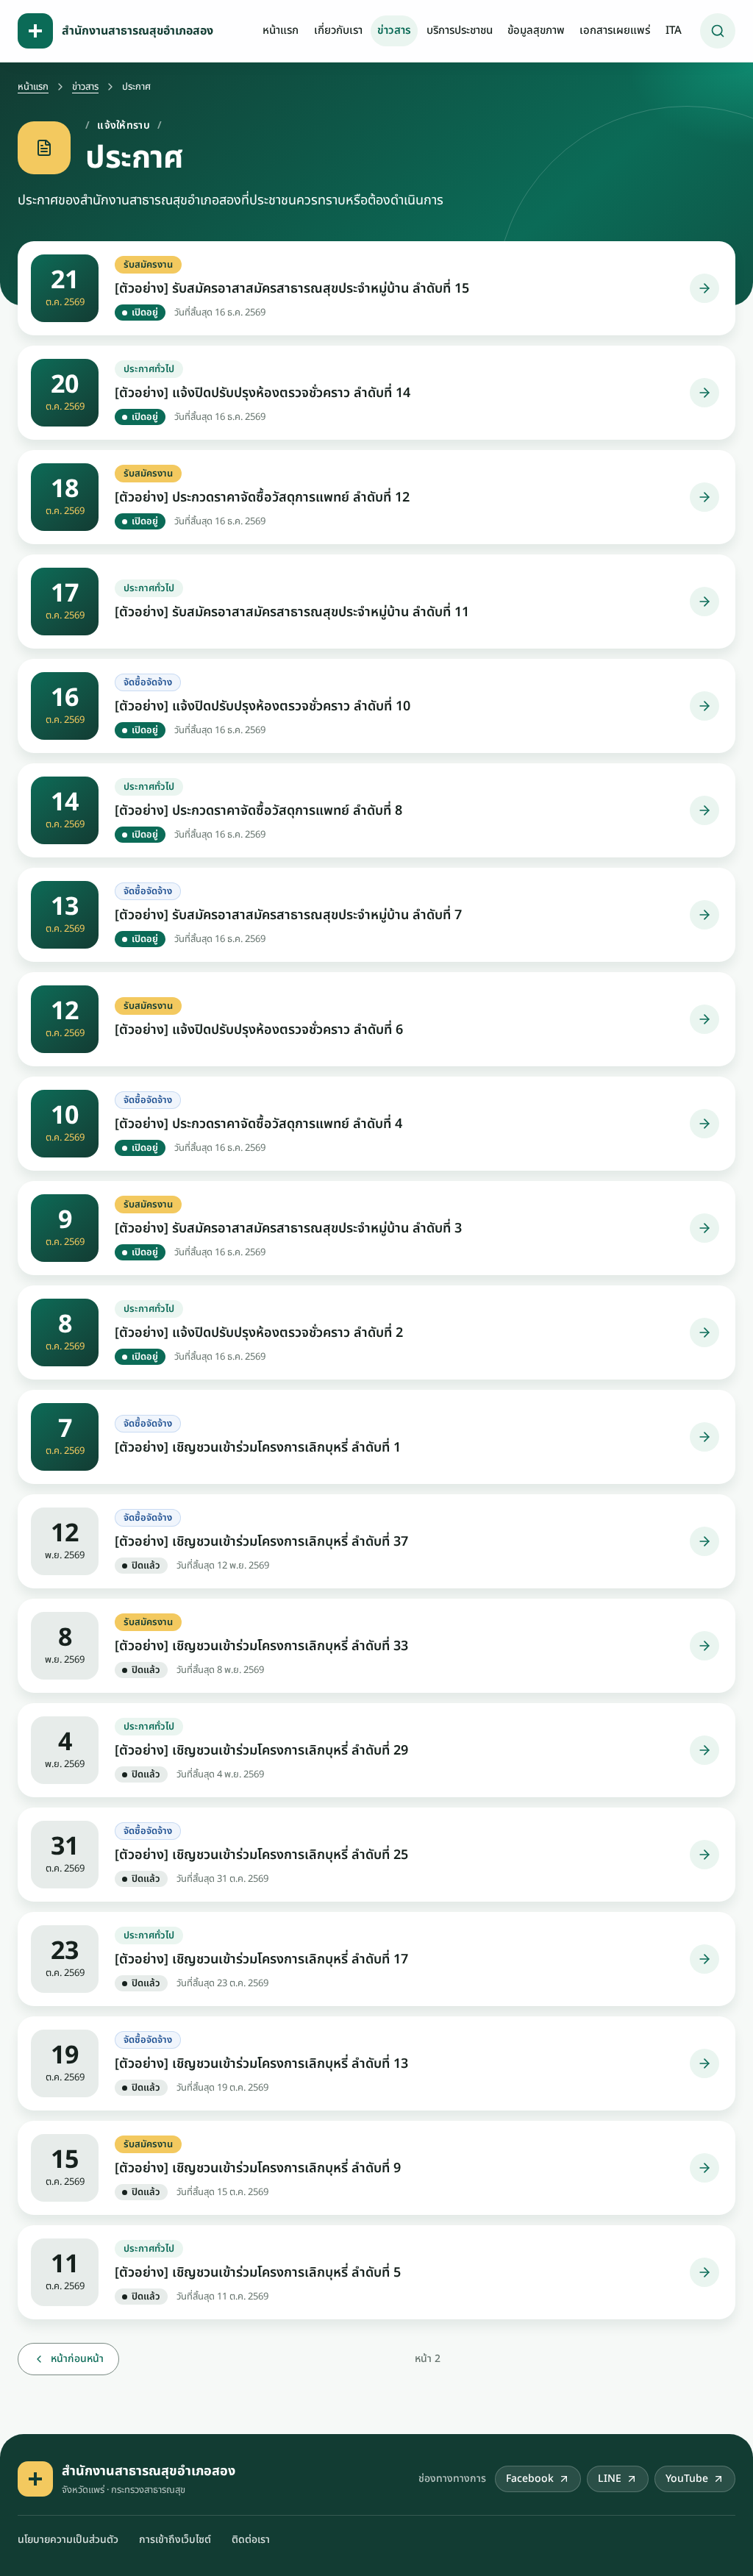 สำนักงานสาธารณสุขอำเภอสอง
หน้าแรก เกี่ยวกับเรา ข่าวสาร บริการประชาชน ข้อมูลสุขภาพ เอกสารเผยแพร่ ITA
หน้าแรก > ข่าวสาร > ประกาศ
/ แจ้งให้ทราบ /
ประกาศ
ประกาศของสำนักงานสาธารณสุขอำเภอสองที่ประชาชนควรทราบหรือต้องดำเนินการ
21
ต.ค. 2569
รับสมัครงาน
[ตัวอย่าง] รับสมัครอาสาสมัครสาธารณสุขประจำหมู่บ้าน ลำดับที่ 15
เปิดอยู่ วันที่สิ้นสุด 16 ธ.ค. 2569
20
ต.ค. 2569
ประกาศทั่วไป
[ตัวอย่าง] แจ้งปิดปรับปรุงห้องตรวจชั่วคราว ลำดับที่ 14
เปิดอยู่ วันที่สิ้นสุด 16 ธ.ค. 2569
18
ต.ค. 2569
รับสมัครงาน
[ตัวอย่าง] ประกวดราคาจัดซื้อวัสดุการแพทย์ ลำดับที่ 12
เปิดอยู่ วันที่สิ้นสุด 16 ธ.ค. 2569
17
ต.ค. 2569
ประกาศทั่วไป
[ตัวอย่าง] รับสมัครอาสาสมัครสาธารณสุขประจำหมู่บ้าน ลำดับที่ 11
16
ต.ค. 2569
จัดซื้อจัดจ้าง
[ตัวอย่าง] แจ้งปิดปรับปรุงห้องตรวจชั่วคราว ลำดับที่ 10
เปิดอยู่ วันที่สิ้นสุด 16 ธ.ค. 2569
14
ต.ค. 2569
ประกาศทั่วไป
[ตัวอย่าง] ประกวดราคาจัดซื้อวัสดุการแพทย์ ลำดับที่ 8
เปิดอยู่ วันที่สิ้นสุด 16 ธ.ค. 2569
13
ต.ค. 2569
จัดซื้อจัดจ้าง
[ตัวอย่าง] รับสมัครอาสาสมัครสาธารณสุขประจำหมู่บ้าน ลำดับที่ 7
เปิดอยู่ วันที่สิ้นสุด 16 ธ.ค. 2569
12
ต.ค. 2569
รับสมัครงาน
[ตัวอย่าง] แจ้งปิดปรับปรุงห้องตรวจชั่วคราว ลำดับที่ 6
10
ต.ค. 2569
จัดซื้อจัดจ้าง
[ตัวอย่าง] ประกวดราคาจัดซื้อวัสดุการแพทย์ ลำดับที่ 4
เปิดอยู่ วันที่สิ้นสุด 16 ธ.ค. 2569
9
ต.ค. 2569
รับสมัครงาน
[ตัวอย่าง] รับสมัครอาสาสมัครสาธารณสุขประจำหมู่บ้าน ลำดับที่ 3
เปิดอยู่ วันที่สิ้นสุด 16 ธ.ค. 2569
8
ต.ค. 2569
ประกาศทั่วไป
[ตัวอย่าง] แจ้งปิดปรับปรุงห้องตรวจชั่วคราว ลำดับที่ 2
เปิดอยู่ วันที่สิ้นสุด 16 ธ.ค. 2569
7
ต.ค. 2569
จัดซื้อจัดจ้าง
[ตัวอย่าง] เชิญชวนเข้าร่วมโครงการเลิกบุหรี่ ลำดับที่ 1
12
พ.ย. 2569
จัดซื้อจัดจ้าง
[ตัวอย่าง] เชิญชวนเข้าร่วมโครงการเลิกบุหรี่ ลำดับที่ 37
ปิดแล้ว วันที่สิ้นสุด 12 พ.ย. 2569
8
พ.ย. 2569
รับสมัครงาน
[ตัวอย่าง] เชิญชวนเข้าร่วมโครงการเลิกบุหรี่ ลำดับที่ 33
ปิดแล้ว วันที่สิ้นสุด 8 พ.ย. 2569
4
พ.ย. 2569
ประกาศทั่วไป
[ตัวอย่าง] เชิญชวนเข้าร่วมโครงการเลิกบุหรี่ ลำดับที่ 29
ปิดแล้ว วันที่สิ้นสุด 4 พ.ย. 2569
31
ต.ค. 2569
จัดซื้อจัดจ้าง
[ตัวอย่าง] เชิญชวนเข้าร่วมโครงการเลิกบุหรี่ ลำดับที่ 25
ปิดแล้ว วันที่สิ้นสุด 31 ต.ค. 2569
23
ต.ค. 2569
ประกาศทั่วไป
[ตัวอย่าง] เชิญชวนเข้าร่วมโครงการเลิกบุหรี่ ลำดับที่ 17
ปิดแล้ว วันที่สิ้นสุด 23 ต.ค. 2569
19
ต.ค. 2569
จัดซื้อจัดจ้าง
[ตัวอย่าง] เชิญชวนเข้าร่วมโครงการเลิกบุหรี่ ลำดับที่ 13
ปิดแล้ว วันที่สิ้นสุด 19 ต.ค. 2569
15
ต.ค. 2569
รับสมัครงาน
[ตัวอย่าง] เชิญชวนเข้าร่วมโครงการเลิกบุหรี่ ลำดับที่ 9
ปิดแล้ว วันที่สิ้นสุด 15 ต.ค. 2569
11
ต.ค. 2569
ประกาศทั่วไป
[ตัวอย่าง] เชิญชวนเข้าร่วมโครงการเลิกบุหรี่ ลำดับที่ 5
ปิดแล้ว วันที่สิ้นสุด 11 ต.ค. 2569
หน้าก่อนหน้า หน้า 2
สำนักงานสาธารณสุขอำเภอสอง
จังหวัดแพร่ · กระทรวงสาธารณสุข
ช่องทางทางการ Facebook LINE YouTube
นโยบายความเป็นส่วนตัว การเข้าถึงเว็บไซต์ ติดต่อเรา